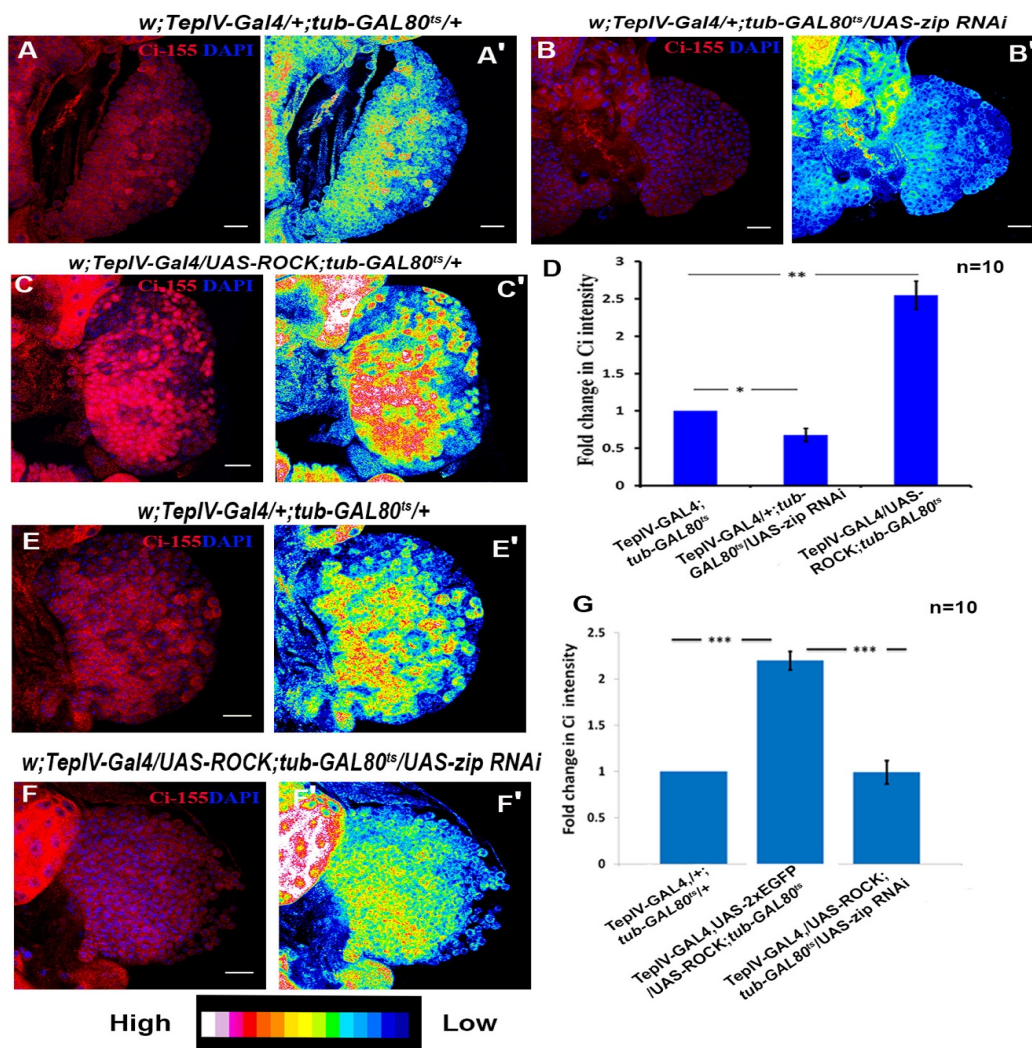 w;TepIV-Gal4/+;tub-GAL80ts/+
w;TepIV-Gal4/+;tub-GAL80ts/UAS-zip RNAi
A
Ci-155 DAPI
A'
B
Ci-155 DAPI
B'
w;TepIV-Gal4/UAS-ROCK;tub-GAL80ts/+
C
Ci-155 DAPI
C'
D
n=10
Fold change in Ci intensity
3
2.5
2
1.5
1
0.5
0
**
*
TepIV-GAL4;
tub-GAL80ts
TepIV-GAL4/+;tub-
GAL80ts/UAS-zip RNAi
TepIV-GAL4/UAS-
ROCK;tub-GAL80ts
w;TepIV-Gal4/+;tub-GAL80ts/+
E
Ci-155DAPI
E'
G
n=10
Fold change in Ci intensity
2.5
2
1.5
1
0.5
0
***
***
TepIV-GAL4,/+;
tub-GAL80ts/+
TepIV-GAL4,UAS-2xEGFP
/UAS-ROCK;tub-GAL80ts
TepIV-GAL4,/UAS-ROCK;
tub-GAL80ts/UAS-zip RNAi
w;TepIV-Gal4/UAS-ROCK;tub-GAL80ts/UAS-zip RNAi
F
Ci-155DAPI
F'
F'
High
Low